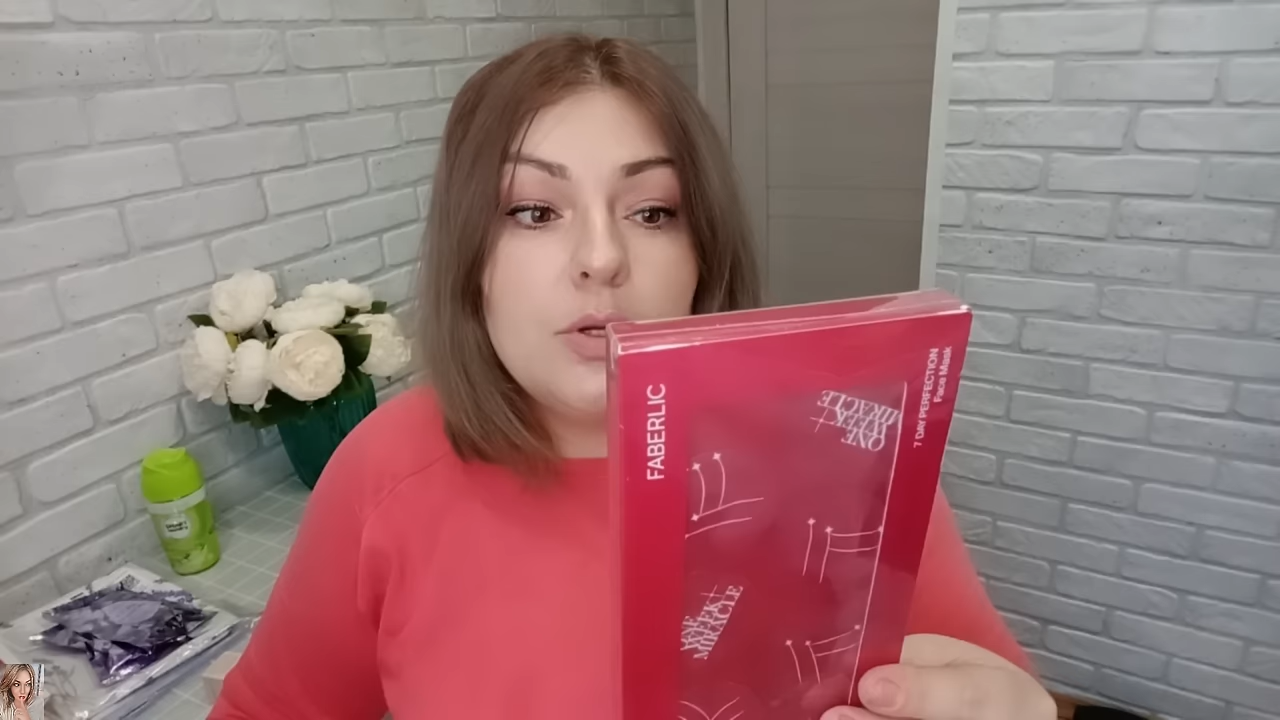 FABERLIC
ONE
WEEK
MIRACLE
7 DAY PERFECTION
Face Mask
ONE
WEEK
MIRACLE